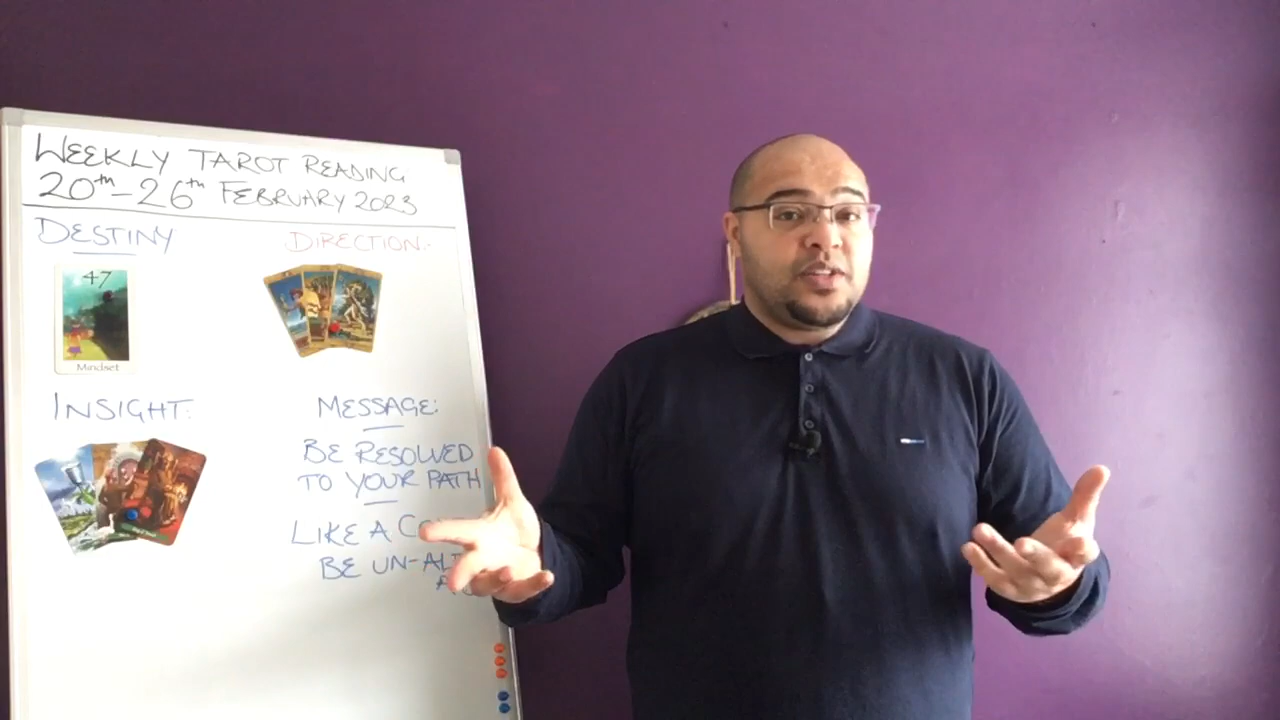 WEEKLY TAROT READING
20th-26th FEBRUARY 2023
DESTINY
47
Mindset
DIRECTION:
INSIGHT:
MESSAGE:
BE RESOLVED
TO YOUR PATH
LIKE A
BE